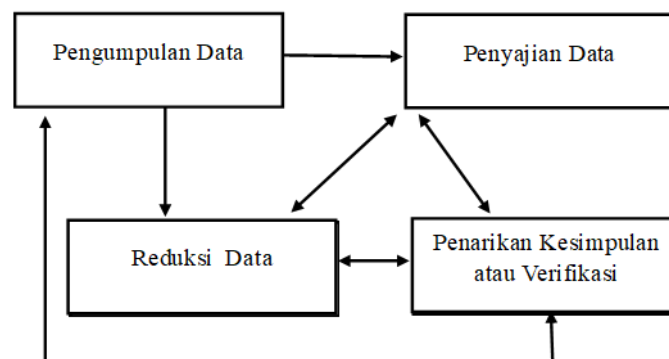 Pengumpulan Data
Penyajian Data
Reduksi Data
Penarikan Kesimpulan
atau Verifikasi